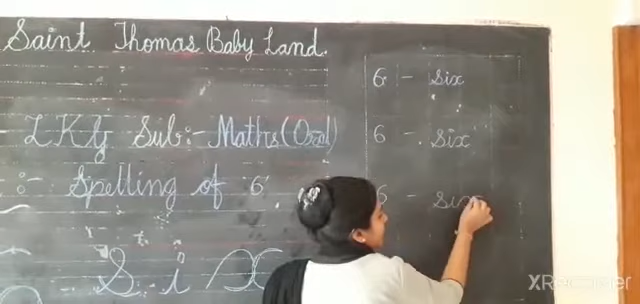 Saint Thomas Baby Land.
LKG Sub:- Maths (Oral)
:- Spelling of 6.
S i x
6 - six
6 - six
6 - six
XRecorder